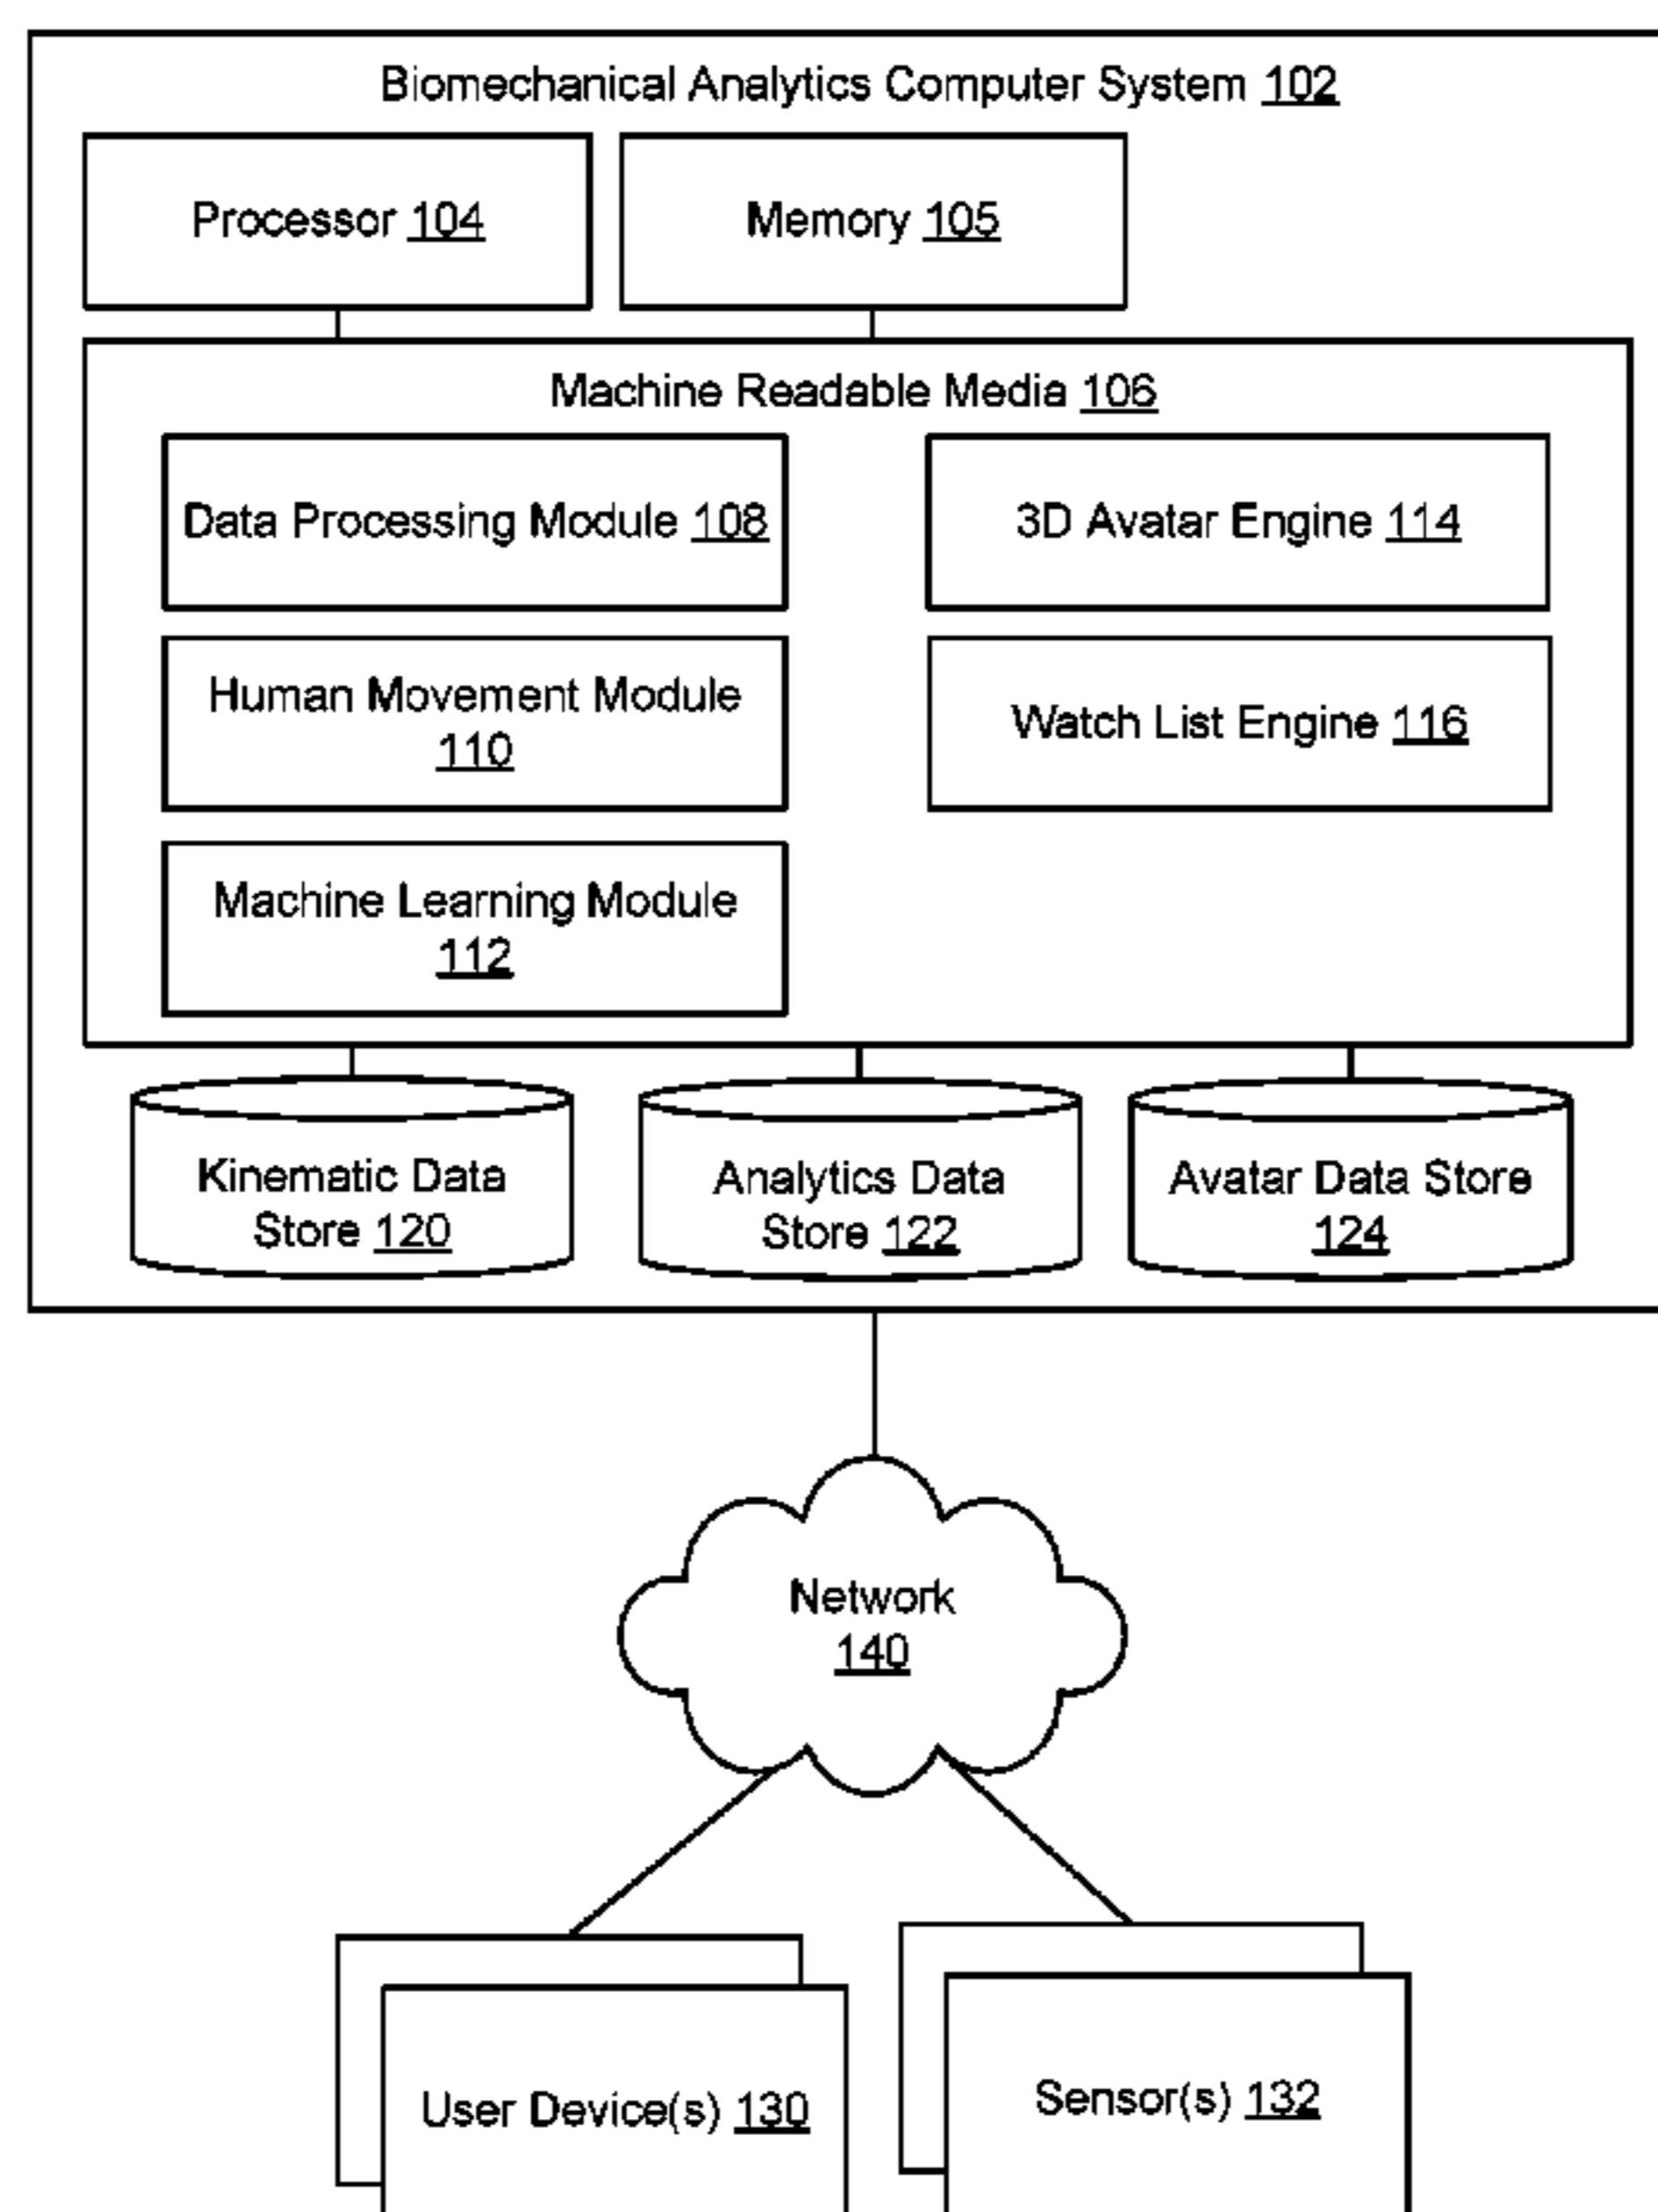 Biomechanical Analytics Computer System 102
Processor 104
Memory 105
Machine Readable Media 106
Data Processing Module 108
3D Avatar Engine 114
Human Movement Module
110
Watch List Engine 116
Machine Learning Module
112
Kinematic Data
Store 120
Analytics Data
Store 122
Avatar Data Store
124
Network
140
User Device(s) 130
Sensor(s) 132